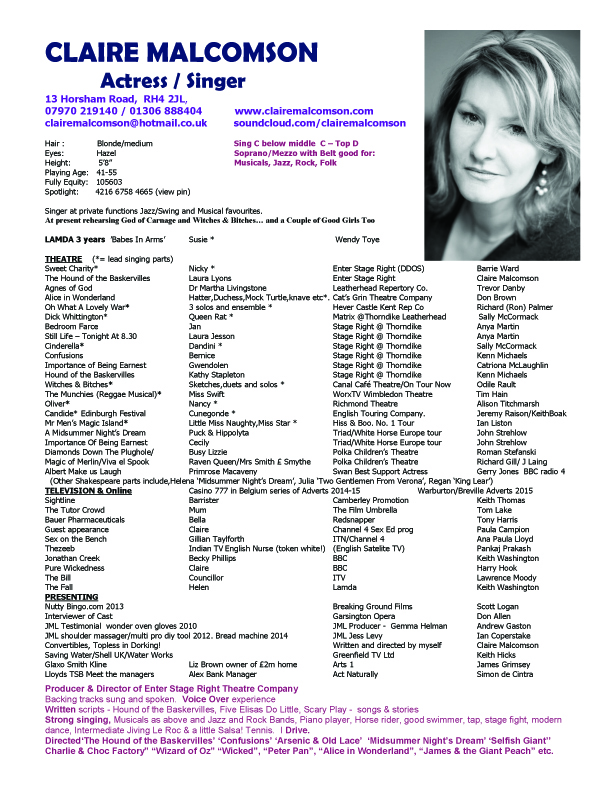 CLAIRE MALCOMSON
Actress / Singer
13 Horsham Road, RH4 2JL,
07970 219140 / 01306 888404 www.clairemalcomson.com
clairemalcomson@hotmail.co.uk soundcloud.com/clairemalcomson
Hair : Blonde/medium Sing C below middle C – Top D
Eyes: Hazel Soprano/Mezzo with Belt good for:
Height: 5'8" Musicals, Jazz, Rock, Folk
Playing Age: 41-55
Fully Equity: 105603
Spotlight: 4216 6758 4665 (view pin)
Singer at private functions Jazz/Swing and Musical favourites.
At present rehearsing God of Carnage and Witches & Bitches… and a Couple of Good Girls Too
LAMDA 3 years 'Babes In Arms' Susie * Wendy Toye
THEATRE (*= lead singing parts)
Sweet Charity* Nicky * Enter Stage Right (DDOS) Barrie Ward
The Hound of the Baskervilles Laura Lyons Enter Stage Right Claire Malcomson
Agnes of God Dr Martha Livingstone Leatherhead Repertory Co. Trevor Danby
Alice in Wonderland Hatter,Duchess,Mock Turtle,knave etc*. Cat's Grin Theatre Company Don Brown
Oh What A Lovely War* 3 solos and ensemble * Hever Castle Kent Rep Co Richard (Ron) Palmer
Dick Whittington* Queen Rat * Matrix @Thorndike Leatherhead Sally McCormack
Bedroom Farce Jan Stage Right @ Thorndike Anya Martin
Still Life – Tonight At 8.30 Laura Jesson Stage Right @ Thorndike Anya Martin
Cinderella* Dandini * Stage Right @ Thorndike Sally McCormack
Confusions Bernice Stage Right @ Thorndike Kenn Michaels
Importance of Being Earnest Gwendolen Stage Right @ Thorndike Catriona McLaughlin
Hound of the Baskervilles Kathy Stapleton Stage Right @ Thorndike Kenn Michaels
Witches & Bitches* Sketches,duets and solos * Canal Café Theatre/On Tour Now Odile Rault
The Munchies (Reggae Musical)* Miss Swift WorxTV Wimbledon Theatre Tim Hain
Oliver* Nancy * Richmond Theatre Alison Titchmarsh
Candide* Edinburgh Festival Cunegonde * English Touring Company. Jeremy Raison/KeithBoak
Mr Men's Magic Island* Little Miss Naughty,Miss Star * Hiss & Boo. No. 1 Tour Ian Liston
A Midsummer Night's Dream Puck & Hippolyta Triad/White Horse Europe tour John Strehlow
Importance Of Being Earnest Cecily Triad/White Horse Europe tour John Strehlow
Diamonds Down The Plughole/ Busy Lizzie Polka Children's Theatre Roman Stefanski
Magic of Merlin/Viva el Spook Raven Queen/Mrs Smith £ Smythe Polka Children's Theatre Richard Gill/ J Laing
Albert Make us Laugh Primrose Macaveny Swan Best Support Actress Gerry Jones BBC radio 4
(Other Shakespeare parts include,Helena 'Midsummer Night's Dream', Julia 'Two Gentlemen From Verona', Regan 'King Lear')
TELEVISION & Online Casino 777 in Belgium series of Adverts 2014-15 Warburton/Breville Adverts 2015
Sightline Barrister Camberley Promotion Keith Thomas
The Tutor Crowd Mum The Film Umbrella Tom Lake
Bauer Pharmaceuticals Bella Redsnapper Tony Harris
Guest appearance Claire Channel 4 Sex Ed prog Paula Campion
Sex on the Bench Gillian Taylforth ITN/Channel 4 Ana Paula Lloyd
Thezeeb Indian TV English Nurse (token white!) (English Satelite TV) Pankaj Prakash
Jonathan Creek Becky Phillips BBC Keith Washington
Pure Wickedness Claire BBC Harry Hook
The Bill Councillor ITV Lawrence Moody
The Fall Helen Lamda Keith Washington
PRESENTING
Nutty Bingo.com 2013 Breaking Ground Films Scott Logan
Interviewer of Cast Garsington Opera Don Allen
JML Testimonial wonder oven gloves 2010 JML Producer - Gemma Helman Andrew Gaston
JML shoulder massager/multi pro diy tool 2012. Bread machine 2014 JML Jess Levy Ian Coperstake
Convertibles, Topless in Dorking! Written and directed by myself Claire Malcomson
Saving Water/Shell UK/Water Works Greenfield TV Ltd Keith Hicks
Glaxo Smith Kline Liz Brown owner of £2m home Arts 1 James Grimsey
Lloyds TSB Meet the managers Alex Bank Manager Act Naturally Simon de Cintra
Producer & Director of Enter Stage Right Theatre Company
Backing tracks sung and spoken. Voice Over experience
Written scripts - Hound of the Baskervilles, Five Elisas Do Little, Scary Play - songs & stories
Strong singing, Musicals as above and Jazz and Rock Bands, Piano player, Horse rider, good swimmer, tap, stage fight, modern
dance, Intermediate Jiving Le Roc & a little Salsa! Tennis. I Drive.
Directed'The Hound of the Baskervilles' 'Confusions' 'Arsenic & Old Lace' 'Midsummer Night's Dream' 'Selfish Giant"
Charlie & Choc Factory" "Wizard of Oz" "Wicked", "Peter Pan", "Alice in Wonderland", "James & the Giant Peach" etc.